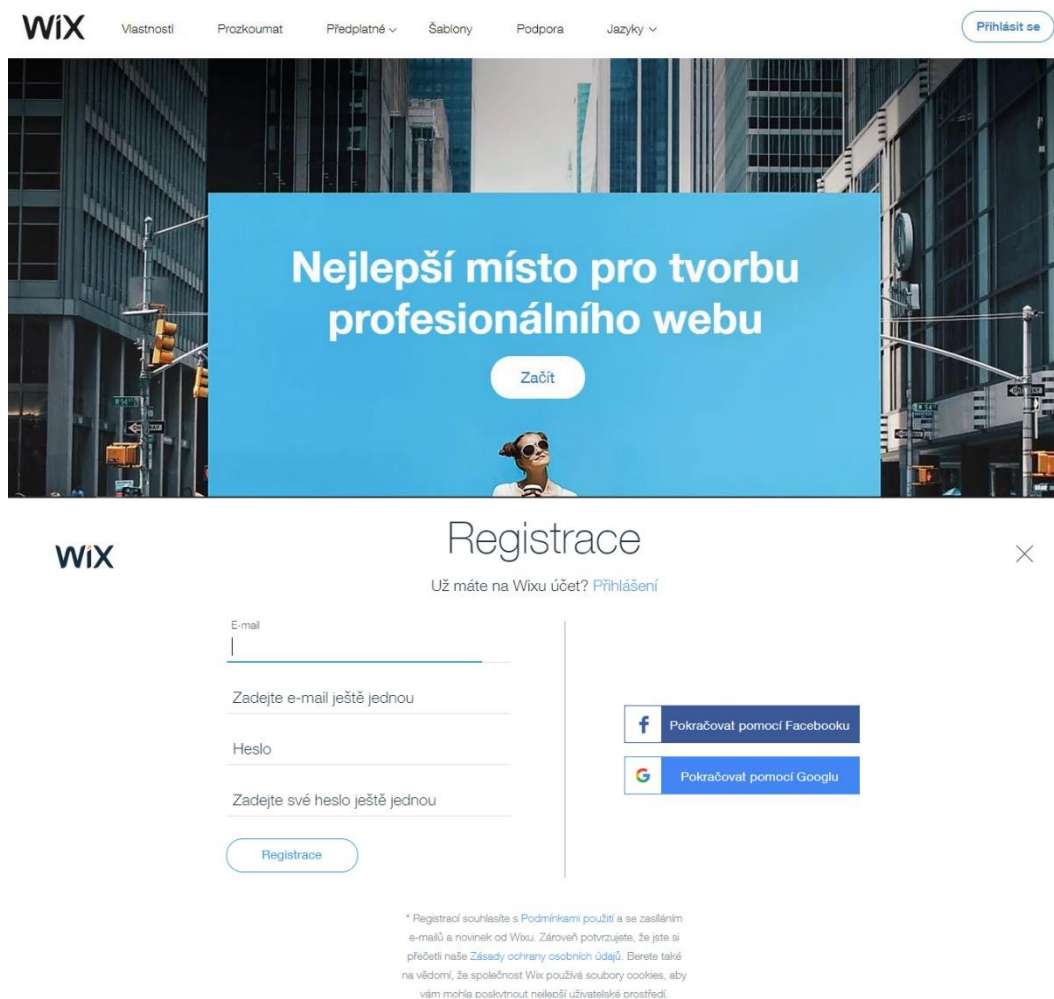 WiX Vlastnosti Prozkoumat Předplatné Šablony Podpora Jazyky Přihlásit se
Nejlepší místo pro tvorbu
profesionálního webu
Začít
WiX
Registrace
Už máte na Wixu účet? Přihlášení
E-mail
Zadejte e-mail ještě jednou
Heslo
Zadejte své heslo ještě jednou
Registrace
f Pokračovat pomocí Facebooku
G Pokračovat pomocí Googlu
* Registrací souhlasíte s Podmínkami použití a se zasíláním
e-mailů a novinek od Wixu. Zároveň potvrzujete, že jste si
přečetli naše Zásady ochrany osobních údajů. Berete také
na vědomí, že společnost Wix používá soubory cookies, aby
vám mohla poskytnout nejlepší uživatelské prostředí.